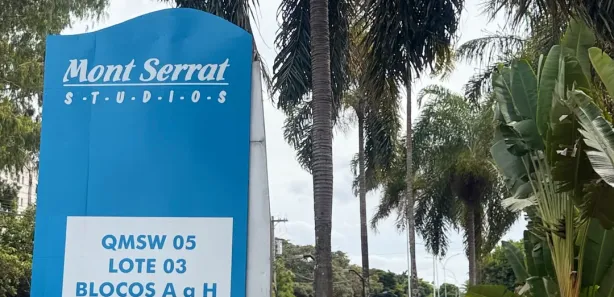 Mont Serrat
S·T·U·D·I·O·S
QMSW 05
LOTE 03
BLOCOS A a H